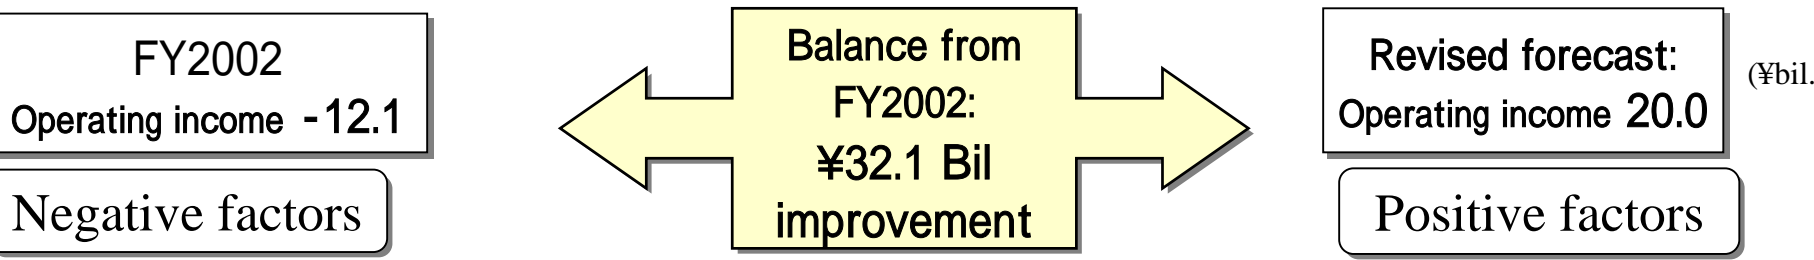 FY2002
Operating income -12.1
Negative factors
Balance from
FY2002:
¥32.1 Bil
improvement
Revised forecast:
Operating income 20.0
(¥bil.
Positive factors